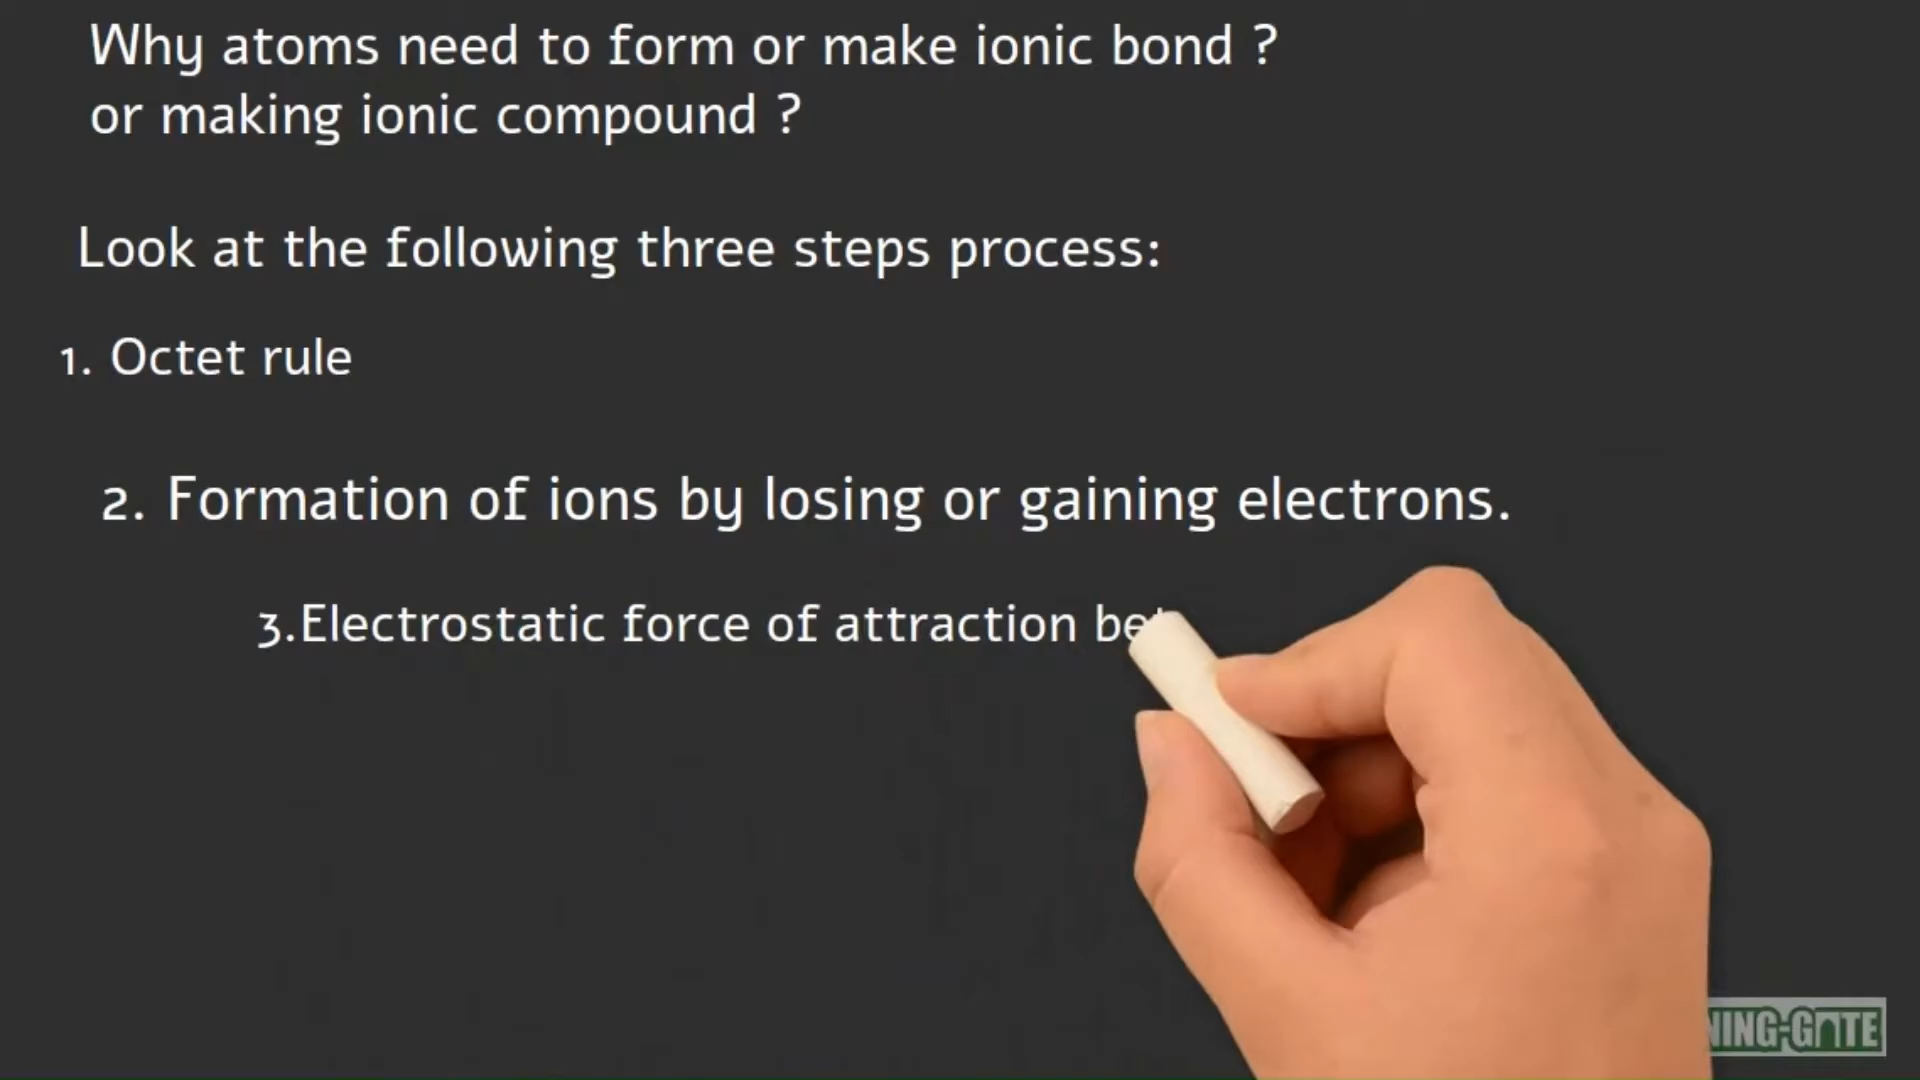 Why atoms need to form or make ionic bond ?
or making ionic compound ?
Look at the following three steps process:
1. Octet rule
2. Formation of ions by losing or gaining electrons.
3.Electrostatic force of attraction be
NING-GATE